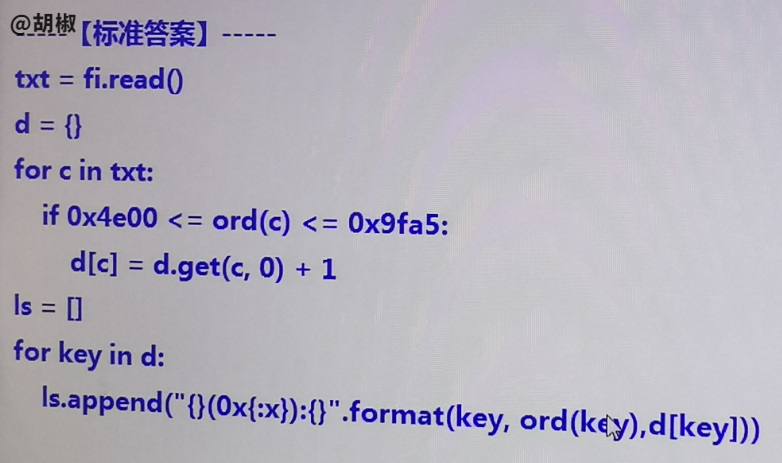 @胡椒
-----【标准答案】-----
txt = fi.read()
d = {}
for c in txt:
if 0x4e00 <= ord(c) <= 0x9fa5:
d[c] = d.get(c, 0) + 1
ls = []
for key in d:
ls.append("{}(0x{:x}):{}".format(key, ord(key),d[key]))